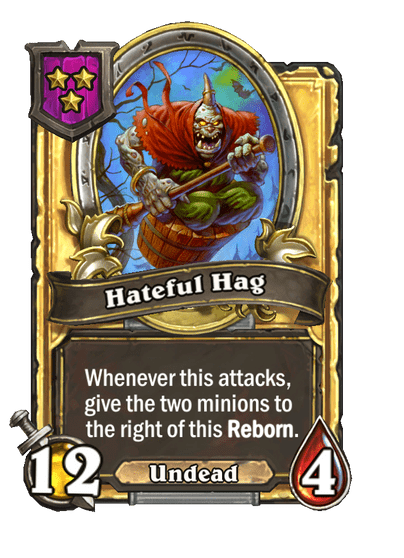 Hateful Hag
Whenever this attacks,
give the two minions to
the right of this Reborn.
12
Undead
4